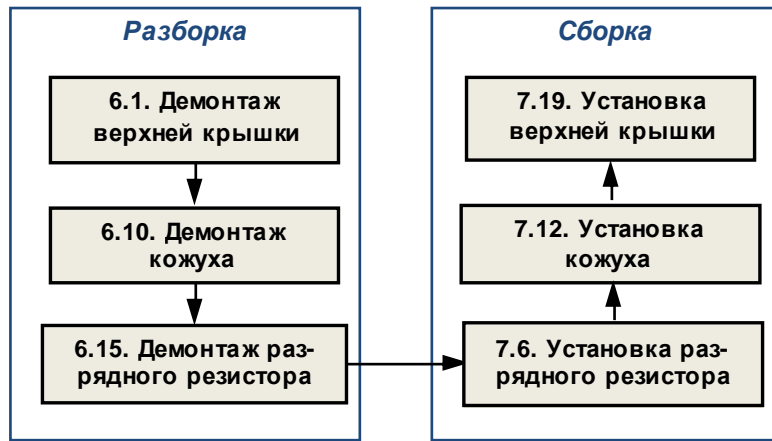 Разборка
6.1. Демонтаж
верхней крышки
6.10. Демонтаж
кожуха
6.15. Демонтаж раз-
рядного резистора
Сборка
7.19. Установка
верхней крышки
7.12. Установка
кожуха
7.6. Установка раз-
рядного резистора